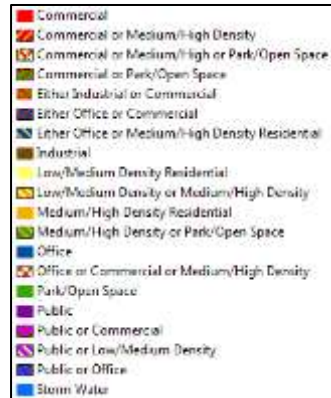 Commercial
Commercial or Medium/High Density
Commercial or Medium/High or Park/Open Space
Commercial or Park/Open Space
Either Industrial or Commercial
Either Office or Commercial
Either Office or Medium/High Density Residential
Industrial
Low/Medium Density Residential
Low/Medium Density or Medium/High Density
Medium/High Density Residential
Medium/High Density or Park/Open Space
Office
Office or Commercial or Medium/High Density
Park/Open Space
Public
Public or Commercial
Public or Low/Medium Density
Public or Office
Storm Water